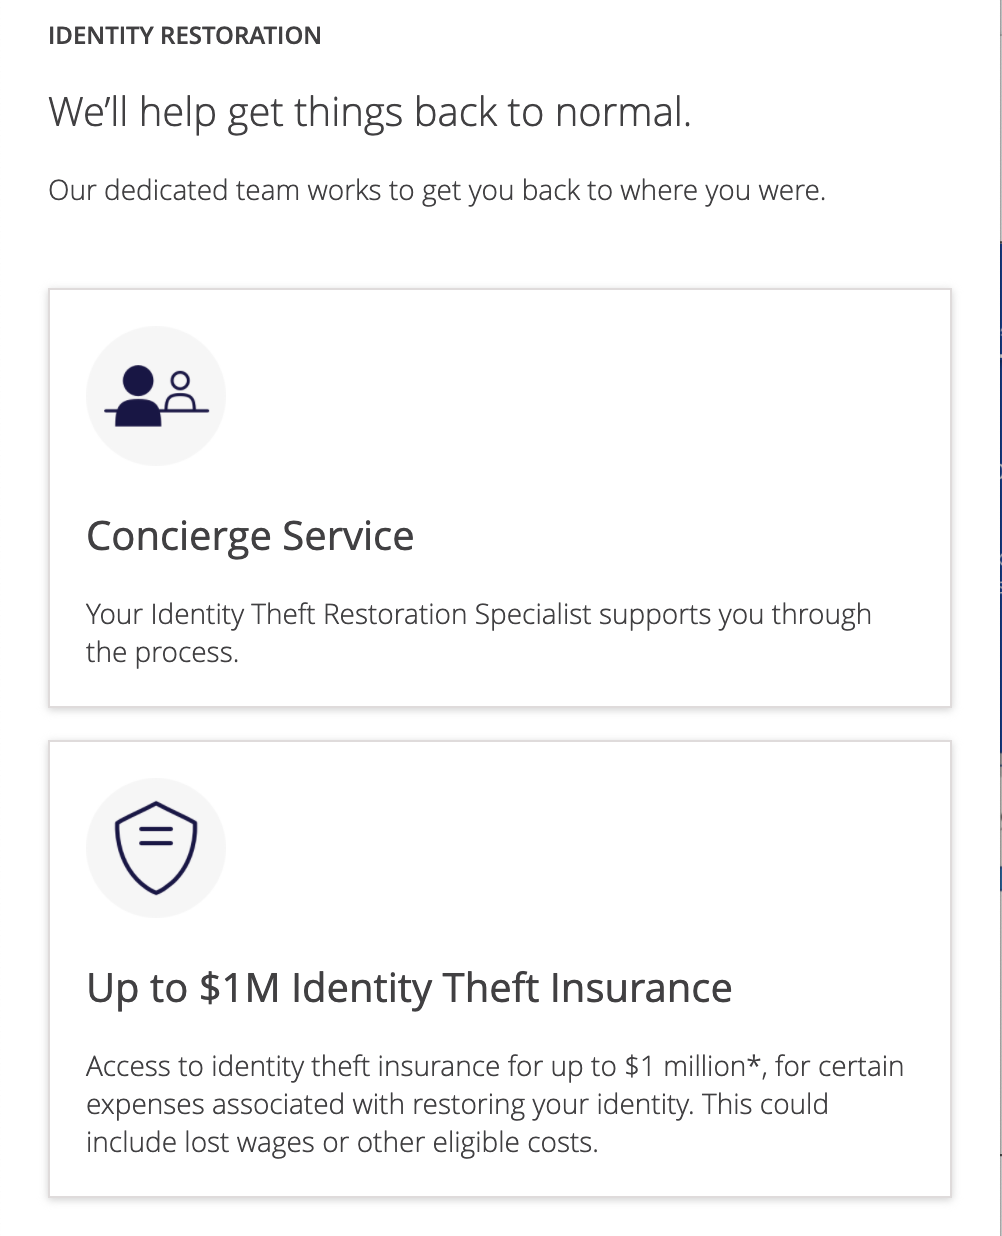 IDENTITY RESTORATION
We’ll help get things back to normal.
Our dedicated team works to get you back to where you were.
Concierge Service
Your Identity Theft Restoration Specialist supports you through
the process.
Up to $1M Identity Theft Insurance
Access to identity theft insurance for up to $1 million*, for certain
expenses associated with restoring your identity. This could
include lost wages or other eligible costs.